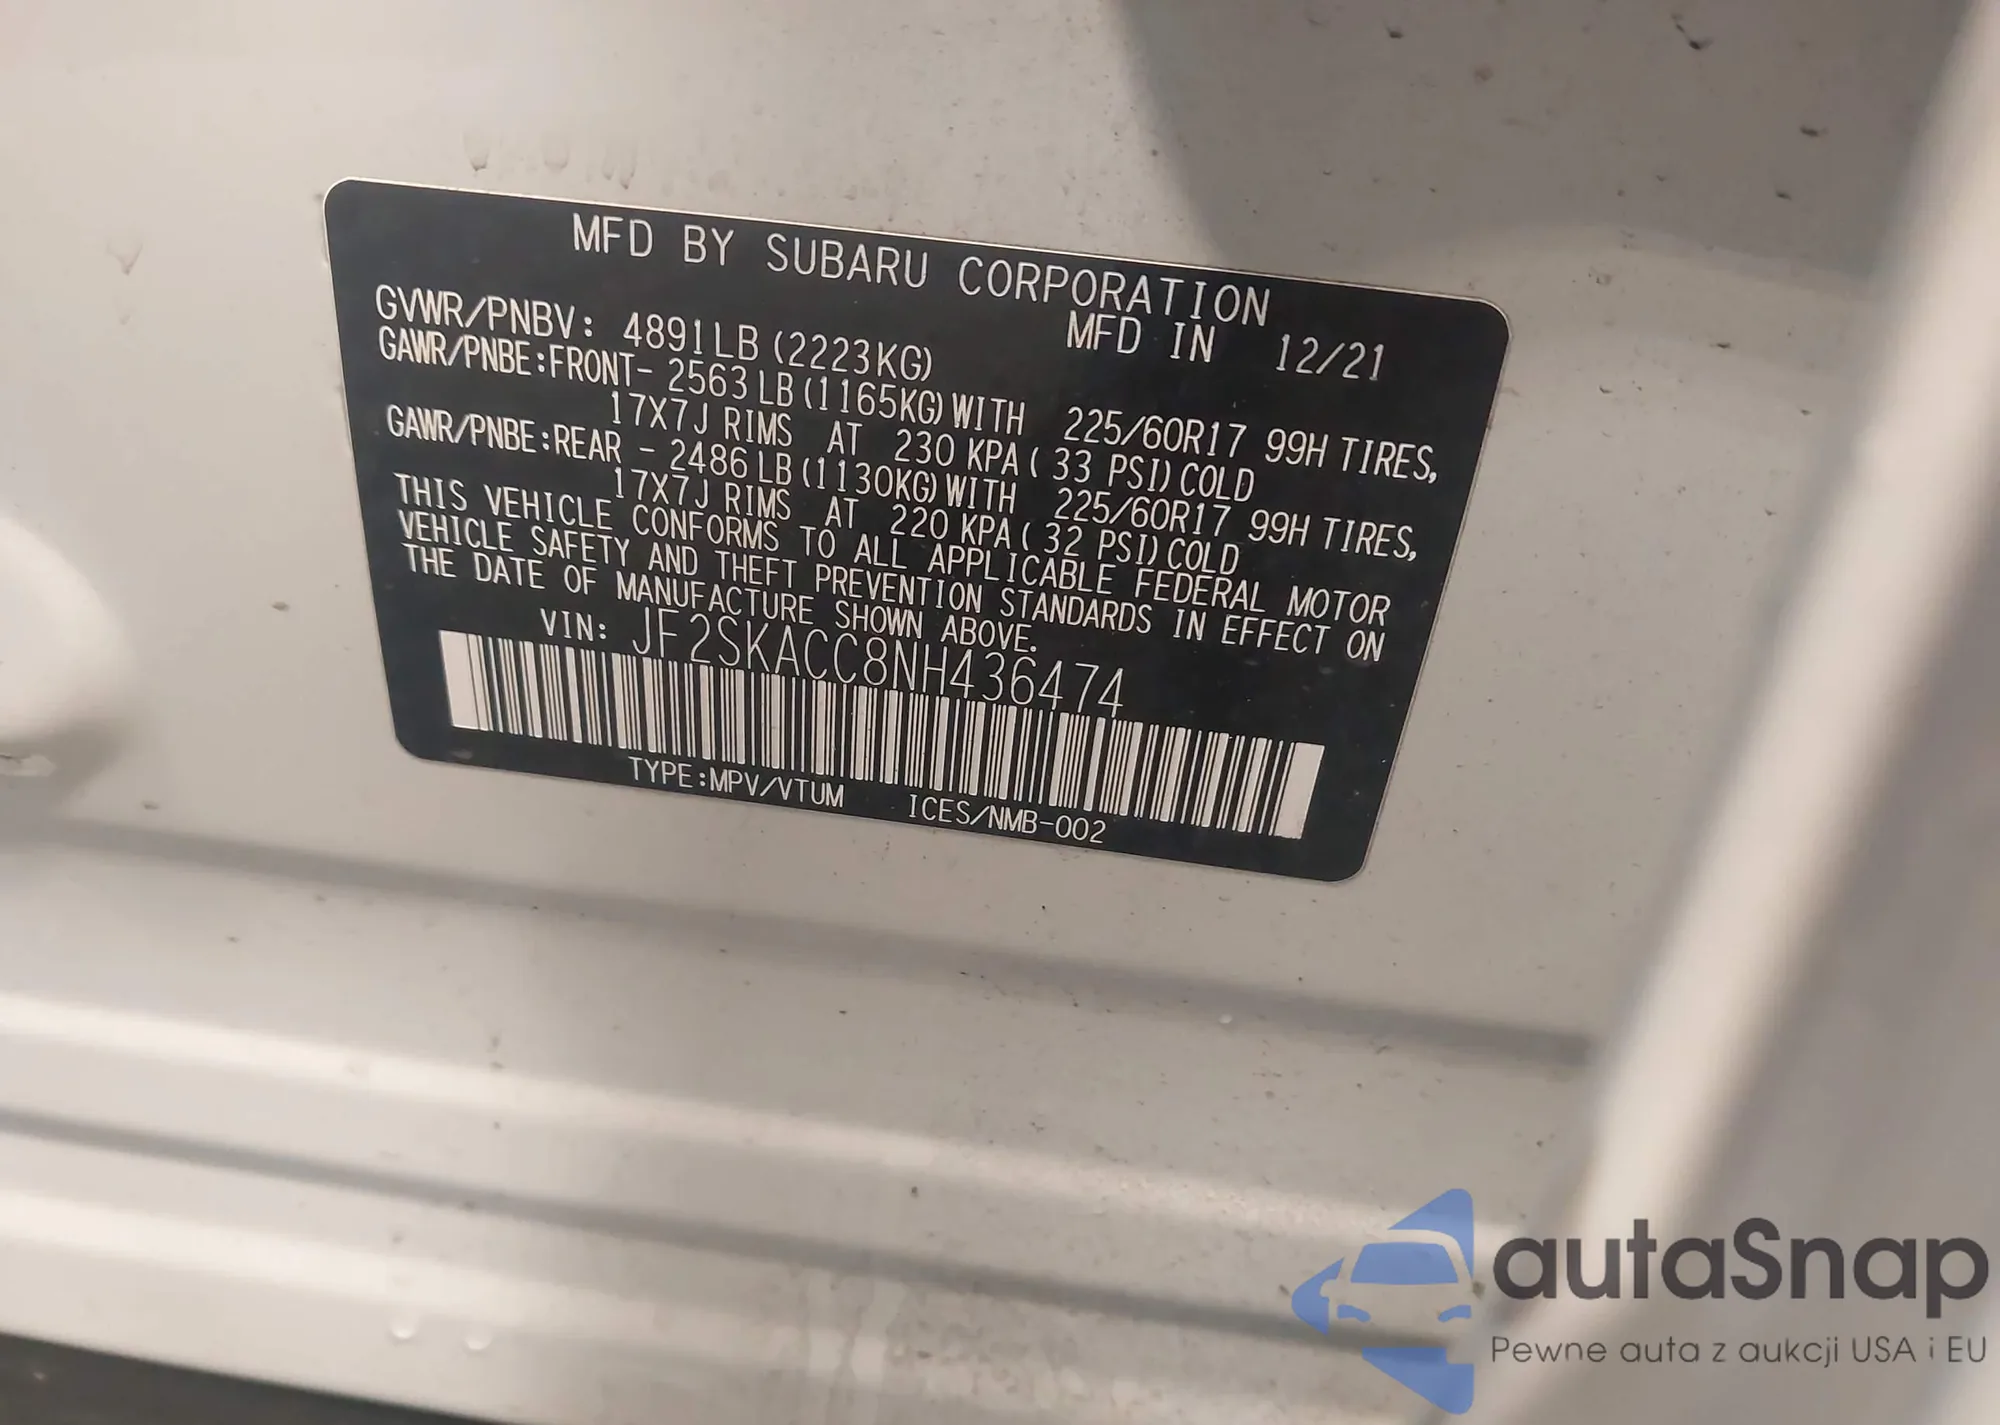 MFD BY SUBARU CORPORATION
GVWR/PNBV: 4891LB (2223KG) MFD IN 12/21
GAWR/PNBE:FRONT- 2563LB (1165KG) WITH 225/60R17 99H TIRES,
17X7J RIMS AT 230 KPA ( 33 PSI) COLD
GAWR/PNBE:REAR - 2486LB (1130KG) WITH 225/60R17 99H TIRES,
17X7J RIMS AT 220 KPA ( 32 PSI) COLD
THIS VEHICLE CONFORMS TO ALL APPLICABLE FEDERAL MOTOR
VEHICLE SAFETY AND THEFT PREVENTION STANDARDS IN EFFECT ON
THE DATE OF MANUFACTURE SHOWN ABOVE.
VIN: JF2SKACC8NH436474
TYPE:MPV/VTUM ICES/NMB-002
autaSnap
Pewne auta z aukcji USA i EU